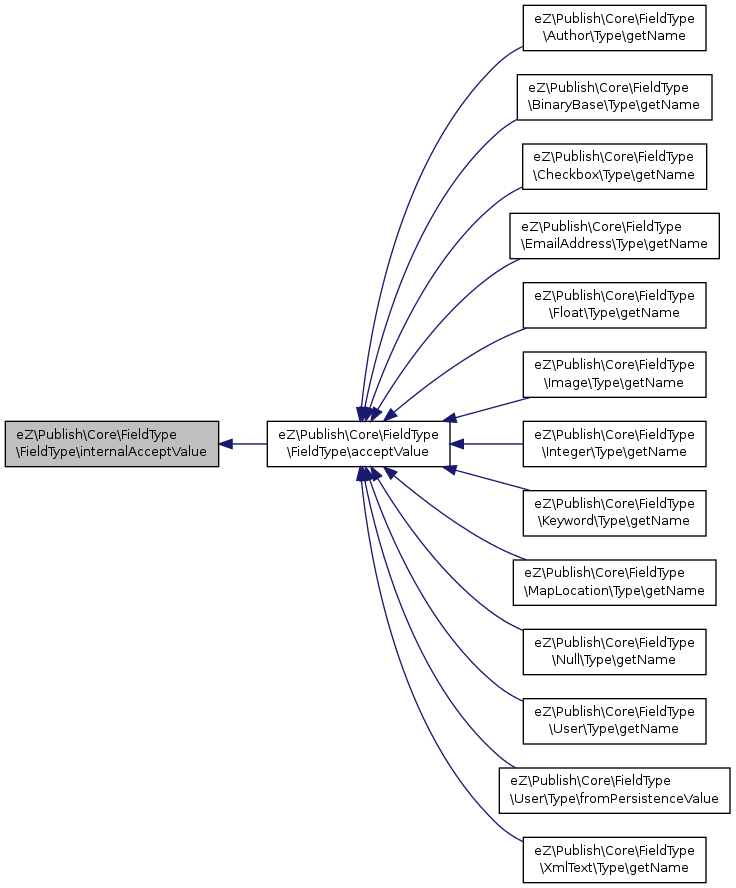 eZ\Publish\Core\FieldType
\FieldType\internalAcceptValue
eZ\Publish\Core\FieldType
\FieldType\acceptValue
eZ\Publish\Core\FieldType
\Author\Type\getName
eZ\Publish\Core\FieldType
\BinaryBase\Type\getName
eZ\Publish\Core\FieldType
\Checkbox\Type\getName
eZ\Publish\Core\FieldType
\EmailAddress\Type\getName
eZ\Publish\Core\FieldType
\Float\Type\getName
eZ\Publish\Core\FieldType
\Image\Type\getName
eZ\Publish\Core\FieldType
\Integer\Type\getName
eZ\Publish\Core\FieldType
\Keyword\Type\getName
eZ\Publish\Core\FieldType
\MapLocation\Type\getName
eZ\Publish\Core\FieldType
\Null\Type\getName
eZ\Publish\Core\FieldType
\User\Type\getName
eZ\Publish\Core\FieldType
\User\Type\fromPersistenceValue
eZ\Publish\Core\FieldType
\XmlText\Type\getName